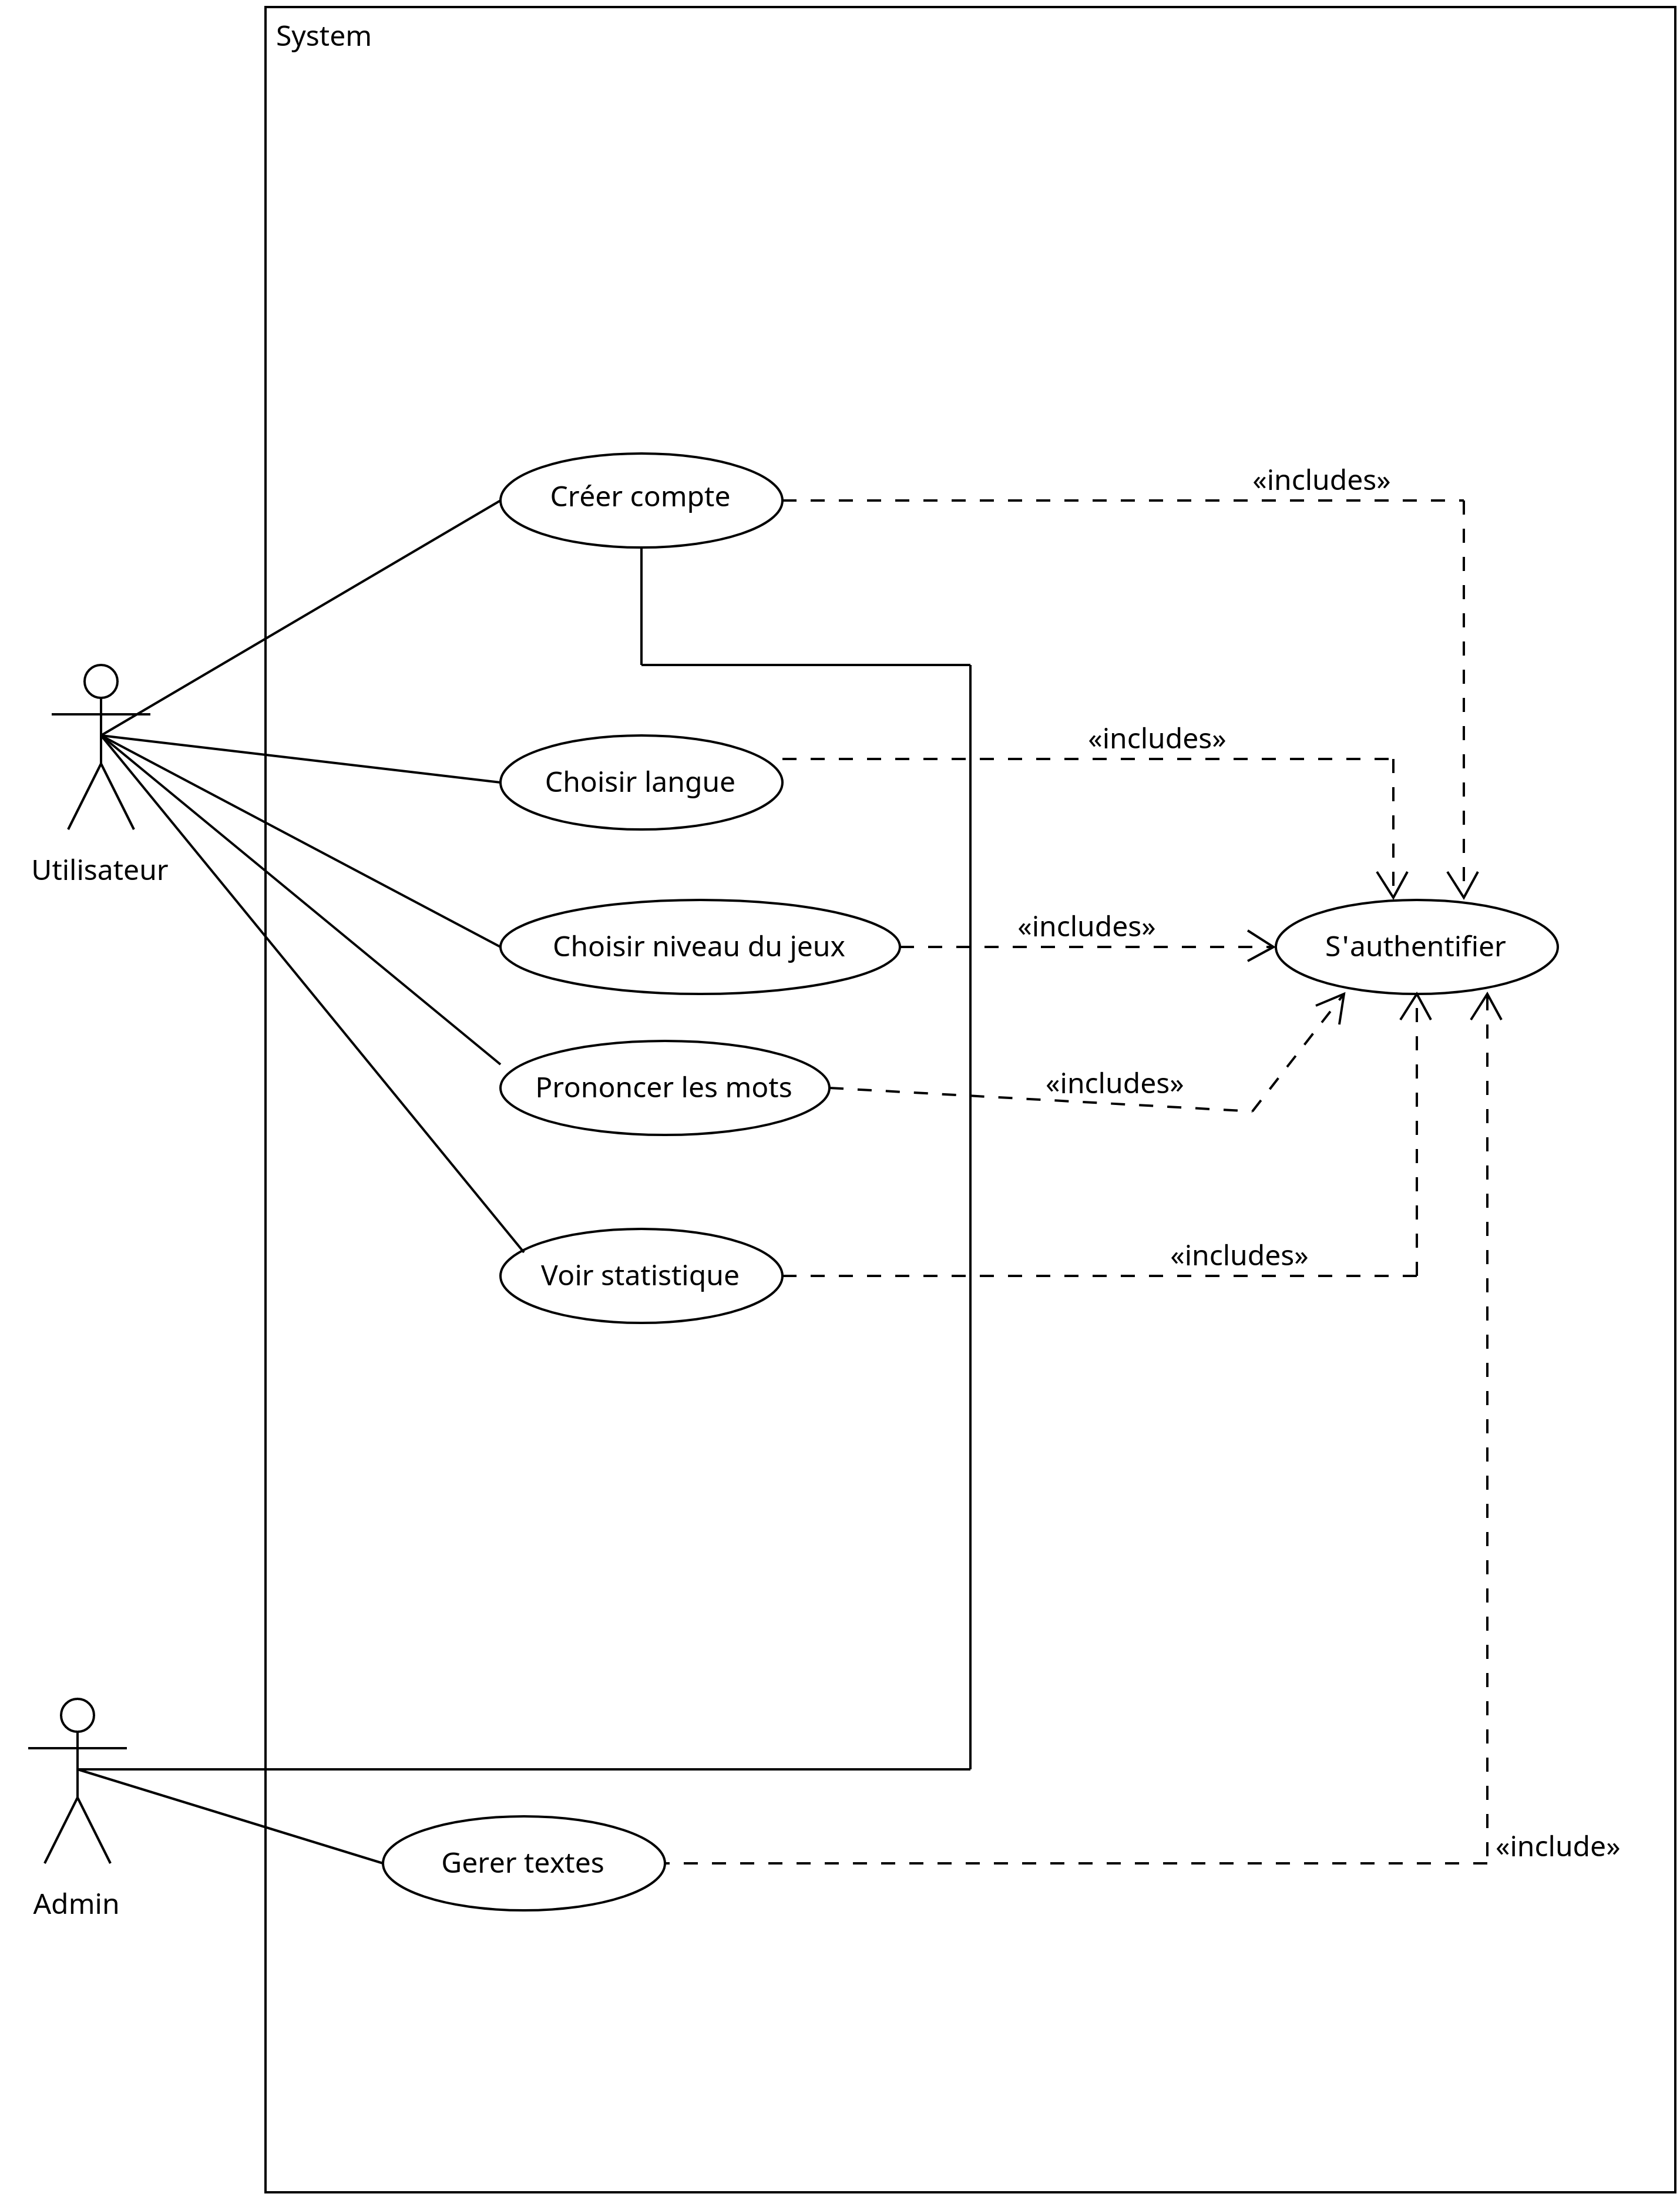 System
Créer compte
«includes»
Choisir langue
«includes»
Utilisateur
Choisir niveau du jeux
«includes»
S'authentifier
Prononcer les mots
«includes»
Voir statistique
«includes»
Admin
Gerer textes
«include»